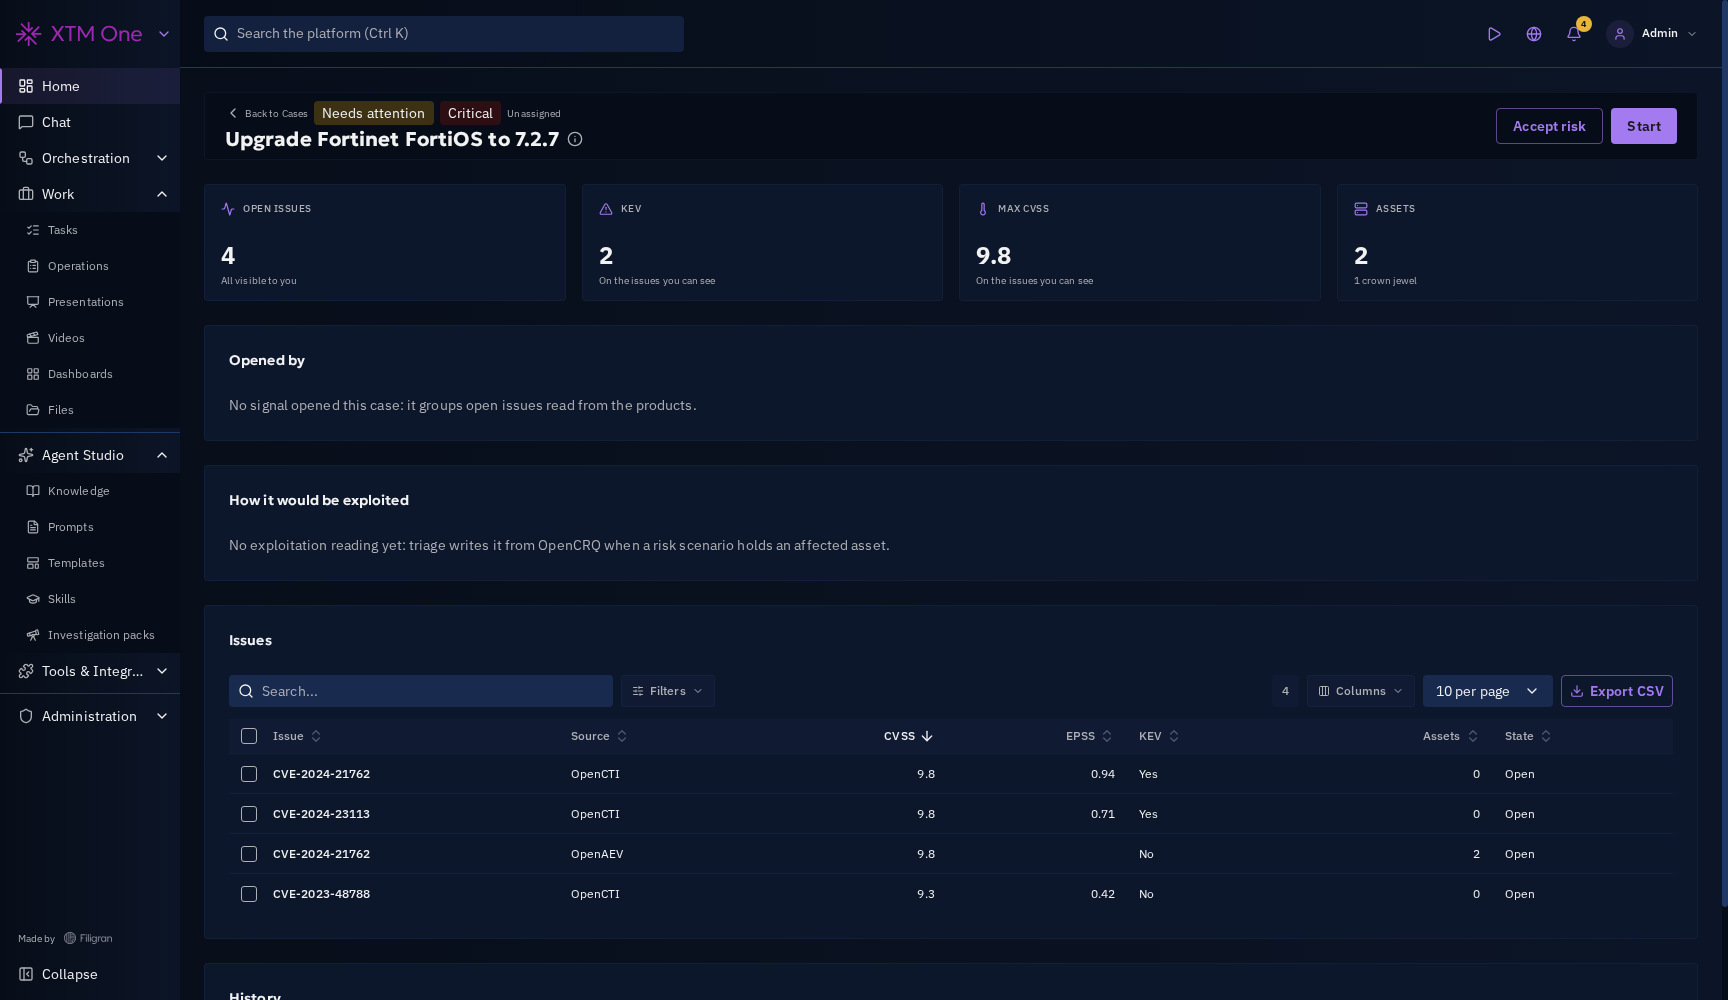 XTM One
Search the platform (Ctrl K)
4
Admin
Home
Chat
Orchestration
Work
Tasks
Operations
Presentations
Videos
Dashboards
Files
Agent Studio
Knowledge
Prompts
Templates
Skills
Investigation packs
Tools & Integr...
Administration
Made by Filigran
Collapse
Back to Cases Needs attention Critical Unassigned
Upgrade Fortinet FortiOS to 7.2.7
Accept risk Start
OPEN ISSUES
4
All visible to you
KEV
2
On the issues you can see
MAX CVSS
9.8
On the issues you can see
ASSETS
2
1 crown jewel
Opened by
No signal opened this case: it groups open issues read from the products.
How it would be exploited
No exploitation reading yet: triage writes it from OpenCRQ when a risk scenario holds an affected asset.
Issues
Search... Filters 4 Columns 10 per page Export CSV
Issue Source CVSS EPSS KEV Assets State
CVE-2024-21762 OpenCTI 9.8 0.94 Yes 0 Open
CVE-2024-23113 OpenCTI 9.8 0.71 Yes 0 Open
CVE-2024-21762 OpenAEV 9.8 No 2 Open
CVE-2023-48788 OpenCTI 9.3 0.42 No 0 Open
History